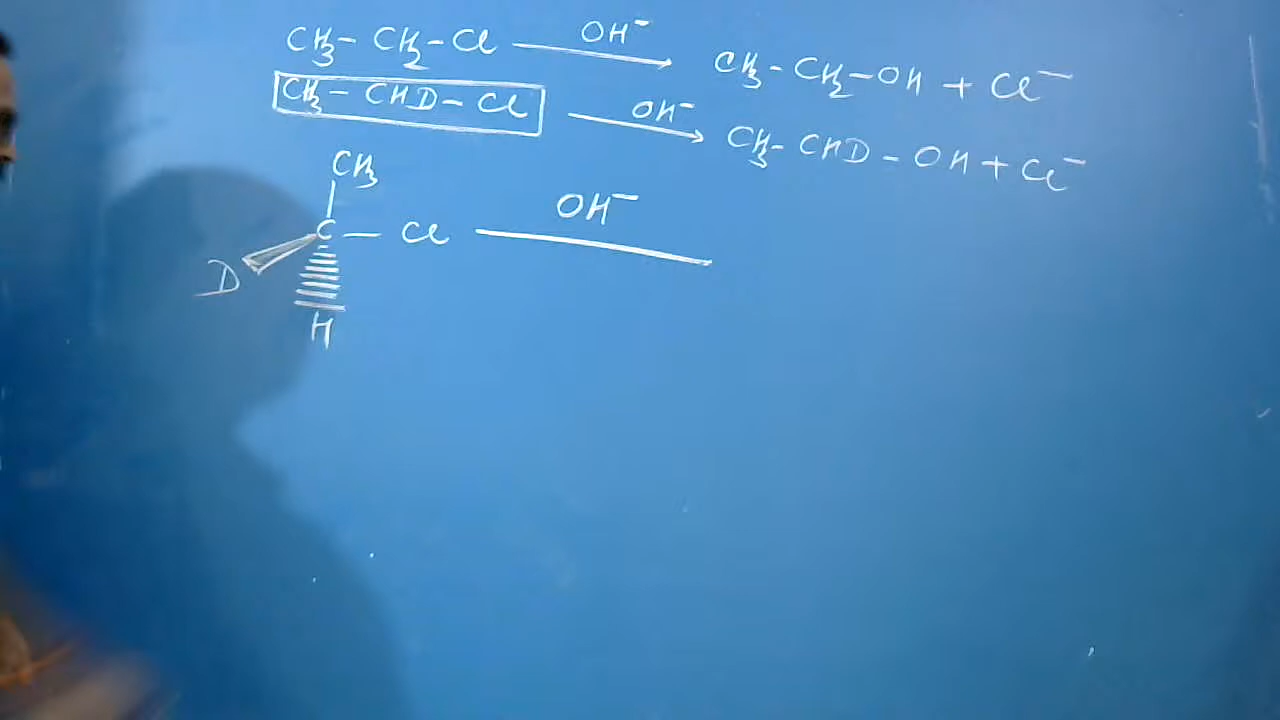 CH₃ – CH₂ – Cl OH⁻ → CH₃ – CH₂ – OH + Cl⁻
CH₃ – CHD – Cl OH⁻ → CH₃ – CHD – OH + Cl⁻
CH₃
C – Cl OH⁻
D
H